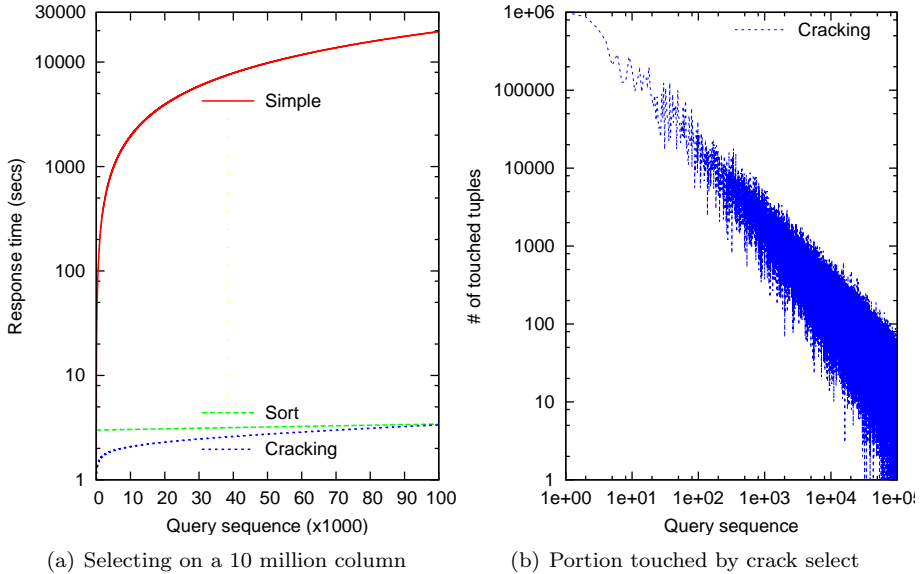 30000
10000
1000
100
10
1
Response time (secs)
Simple
Sort
Cracking
0 10 20 30 40 50 60 70 80 90 100
Query sequence (x1000)
(a) Selecting on a 10 million column
1e+06
100000
10000
1000
100
10
1
# of touched tuples
Cracking
1e+00 1e+01 1e+02 1e+03 1e+04 1e+05
Query sequence
(b) Portion touched by crack select